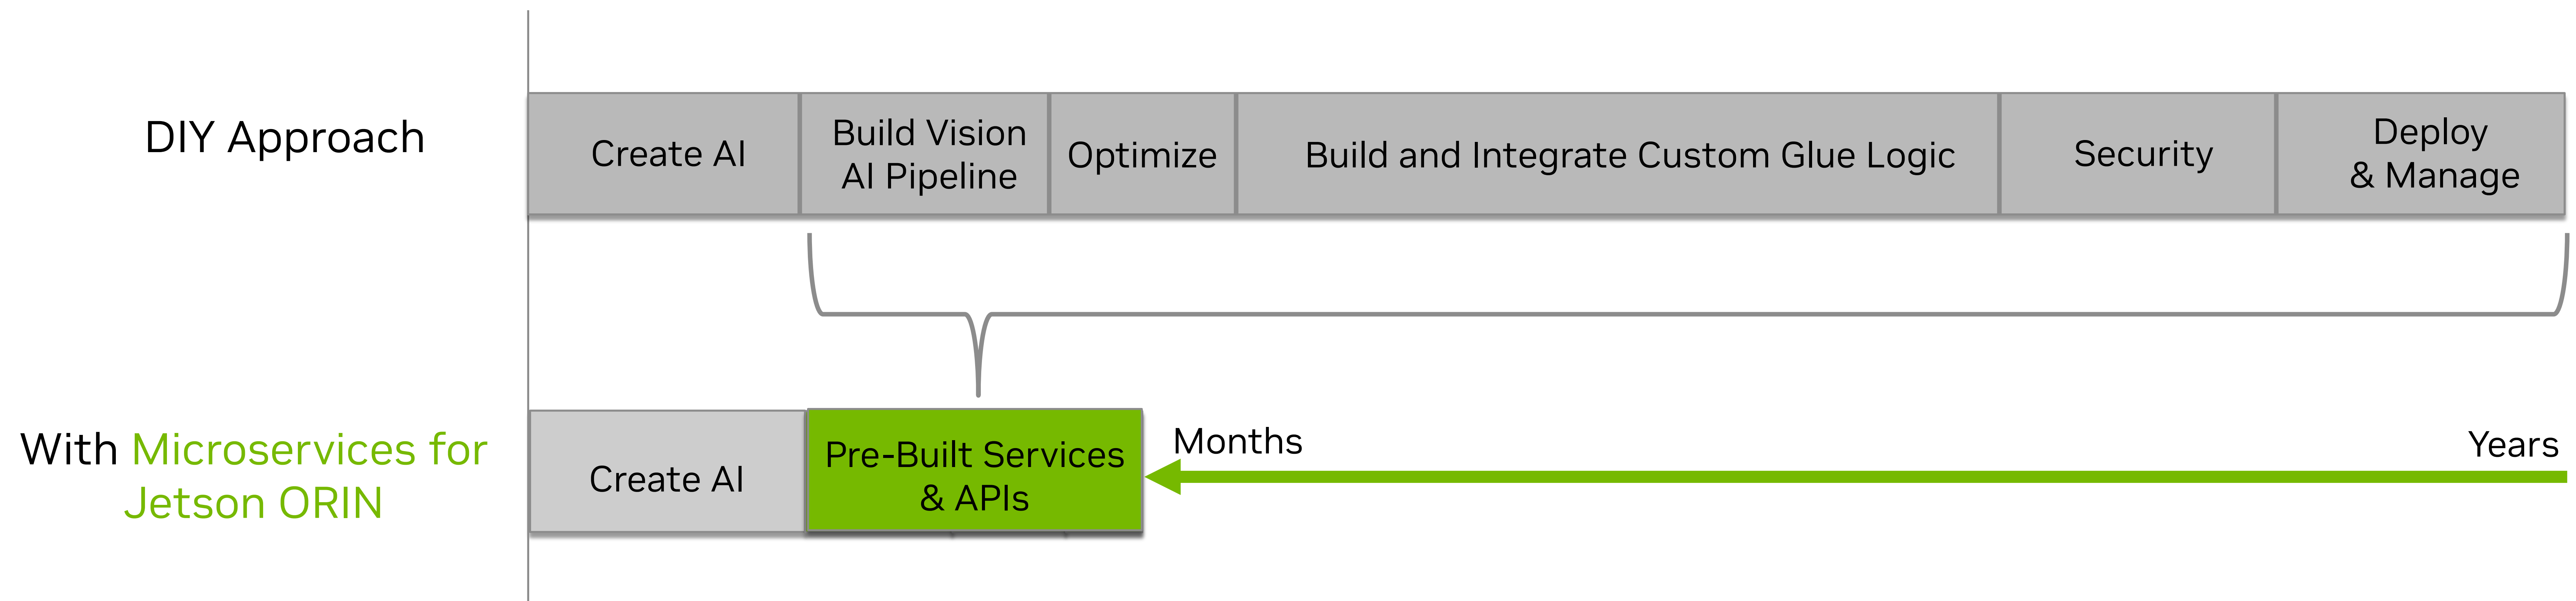 DIY Approach
Create AI
Build Vision
AI Pipeline
Optimize
Build and Integrate Custom Glue Logic
Security
Deploy
& Manage
With Microservices for
Jetson ORIN
Create AI
Pre-Built Services
& APIs
Months
Years